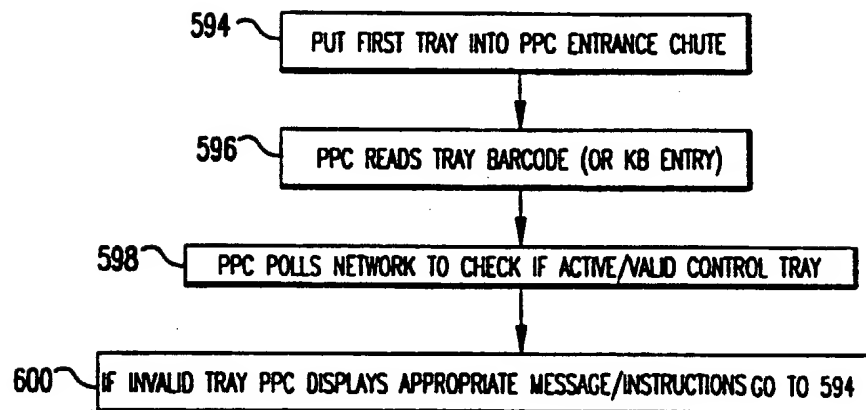 594
PUT FIRST TRAY INTO PPC ENTRANCE CHUTE
596
PPC READS TRAY BARCODE (OR KB ENTRY)
598
PPC POLLS NETWORK TO CHECK IF ACTIVE/VALID CONTROL TRAY
600
IF INVALID TRAY PPC DISPLAYS APPROPRIATE MESSAGE/INSTRUCTIONS GO TO 594